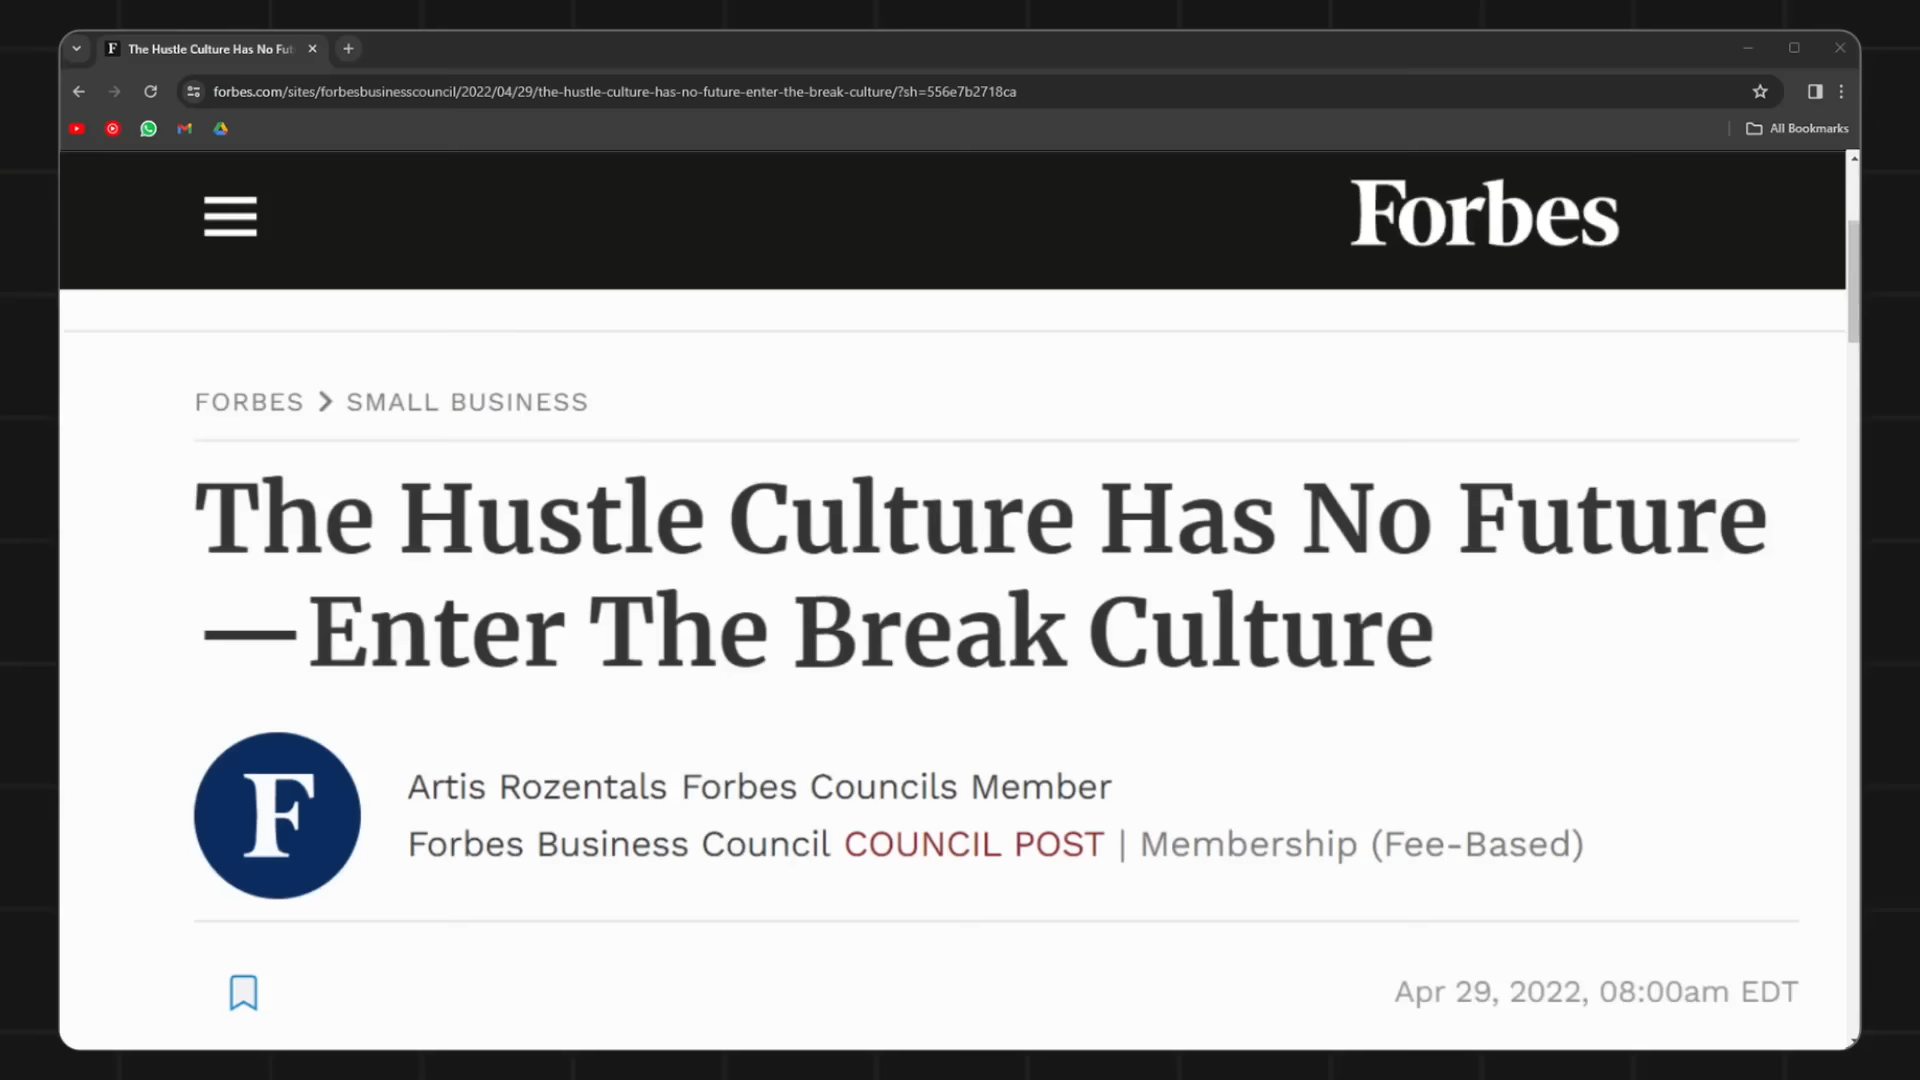 The Hustle Culture Has No Fut
forbes.com/sites/forbesbusinesscouncil/2022/04/29/the-hustle-culture-has-no-future-enter-the-break-culture/?sh=556e7b2718ca
All Bookmarks
Forbes
FORBES > SMALL BUSINESS
The Hustle Culture Has No Future
—Enter The Break Culture
F
Artis Rozentals Forbes Councils Member
Forbes Business Council COUNCIL POST | Membership (Fee-Based)
Apr 29, 2022, 08:00am EDT